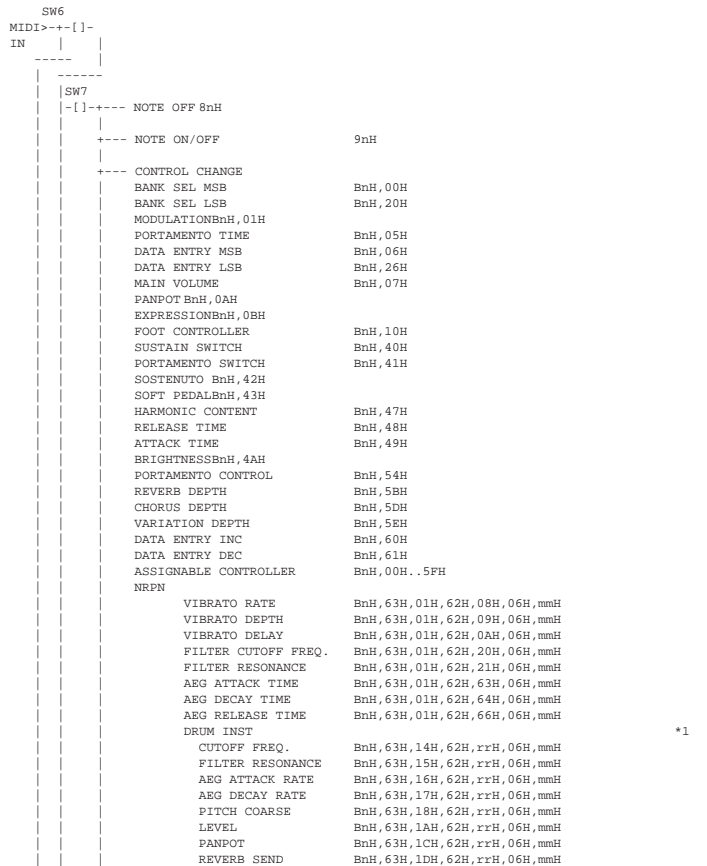 SW6
MIDI>-+-[]-
IN | |
----- |
| ------
| |SW7
| |-[]-+--- NOTE OFF 8nH
| | |
| | +--- NOTE ON/OFF 9nH
| | |
| | +--- CONTROL CHANGE
| | | BANK SEL MSB BnH,00H
| | | BANK SEL LSB BnH,20H
| | | MODULATIONBnH,01H
| | | PORTAMENTO TIME BnH,05H
| | | DATA ENTRY MSB BnH,06H
| | | DATA ENTRY LSB BnH,26H
| | | MAIN VOLUME BnH,07H
| | | PANPOT BnH,0AH
| | | EXPRESSIONBnH,0BH
| | | FOOT CONTROLLER BnH,10H
| | | SUSTAIN SWITCH BnH,40H
| | | PORTAMENTO SWITCH BnH,41H
| | | SOSTENUTO BnH,42H
| | | SOFT PEDALBnH,43H
| | | HARMONIC CONTENT BnH,47H
| | | RELEASE TIME BnH,48H
| | | ATTACK TIME BnH,49H
| | | BRIGHTNESSBnH,4AH
| | | PORTAMENTO CONTROL BnH,54H
| | | REVERB DEPTH BnH,5BH
| | | CHORUS DEPTH BnH,5DH
| | | VARIATION DEPTH BnH,5EH
| | | DATA ENTRY INC BnH,60H
| | | DATA ENTRY DEC BnH,61H
| | | ASSIGNABLE CONTROLLER BnH,00H..5FH
| | | NRPN
| | | VIBRATO RATE BnH,63H,01H,62H,08H,06H,mmH
| | | VIBRATO DEPTH BnH,63H,01H,62H,09H,06H,mmH
| | | VIBRATO DELAY BnH,63H,01H,62H,0AH,06H,mmH
| | | FILTER CUTOFF FREQ. BnH,63H,01H,62H,20H,06H,mmH
| | | FILTER RESONANCE BnH,63H,01H,62H,21H,06H,mmH
| | | AEG ATTACK TIME BnH,63H,01H,62H,63H,06H,mmH
| | | AEG DECAY TIME BnH,63H,01H,62H,64H,06H,mmH
| | | AEG RELEASE TIME BnH,63H,01H,62H,66H,06H,mmH
| | | DRUM INST *1
| | | CUTOFF FREQ. BnH,63H,14H,62H,rrH,06H,mmH
| | | FILTER RESONANCE BnH,63H,15H,62H,rrH,06H,mmH
| | | AEG ATTACK RATE BnH,63H,16H,62H,rrH,06H,mmH
| | | AEG DECAY RATE BnH,63H,17H,62H,rrH,06H,mmH
| | | PITCH COARSE BnH,63H,18H,62H,rrH,06H,mmH
| | | LEVEL BnH,63H,1AH,62H,rrH,06H,mmH
| | | PANPOT BnH,63H,1CH,62H,rrH,06H,mmH
| | | REVERB SEND BnH,63H,1DH,62H,rrH,06H,mmH